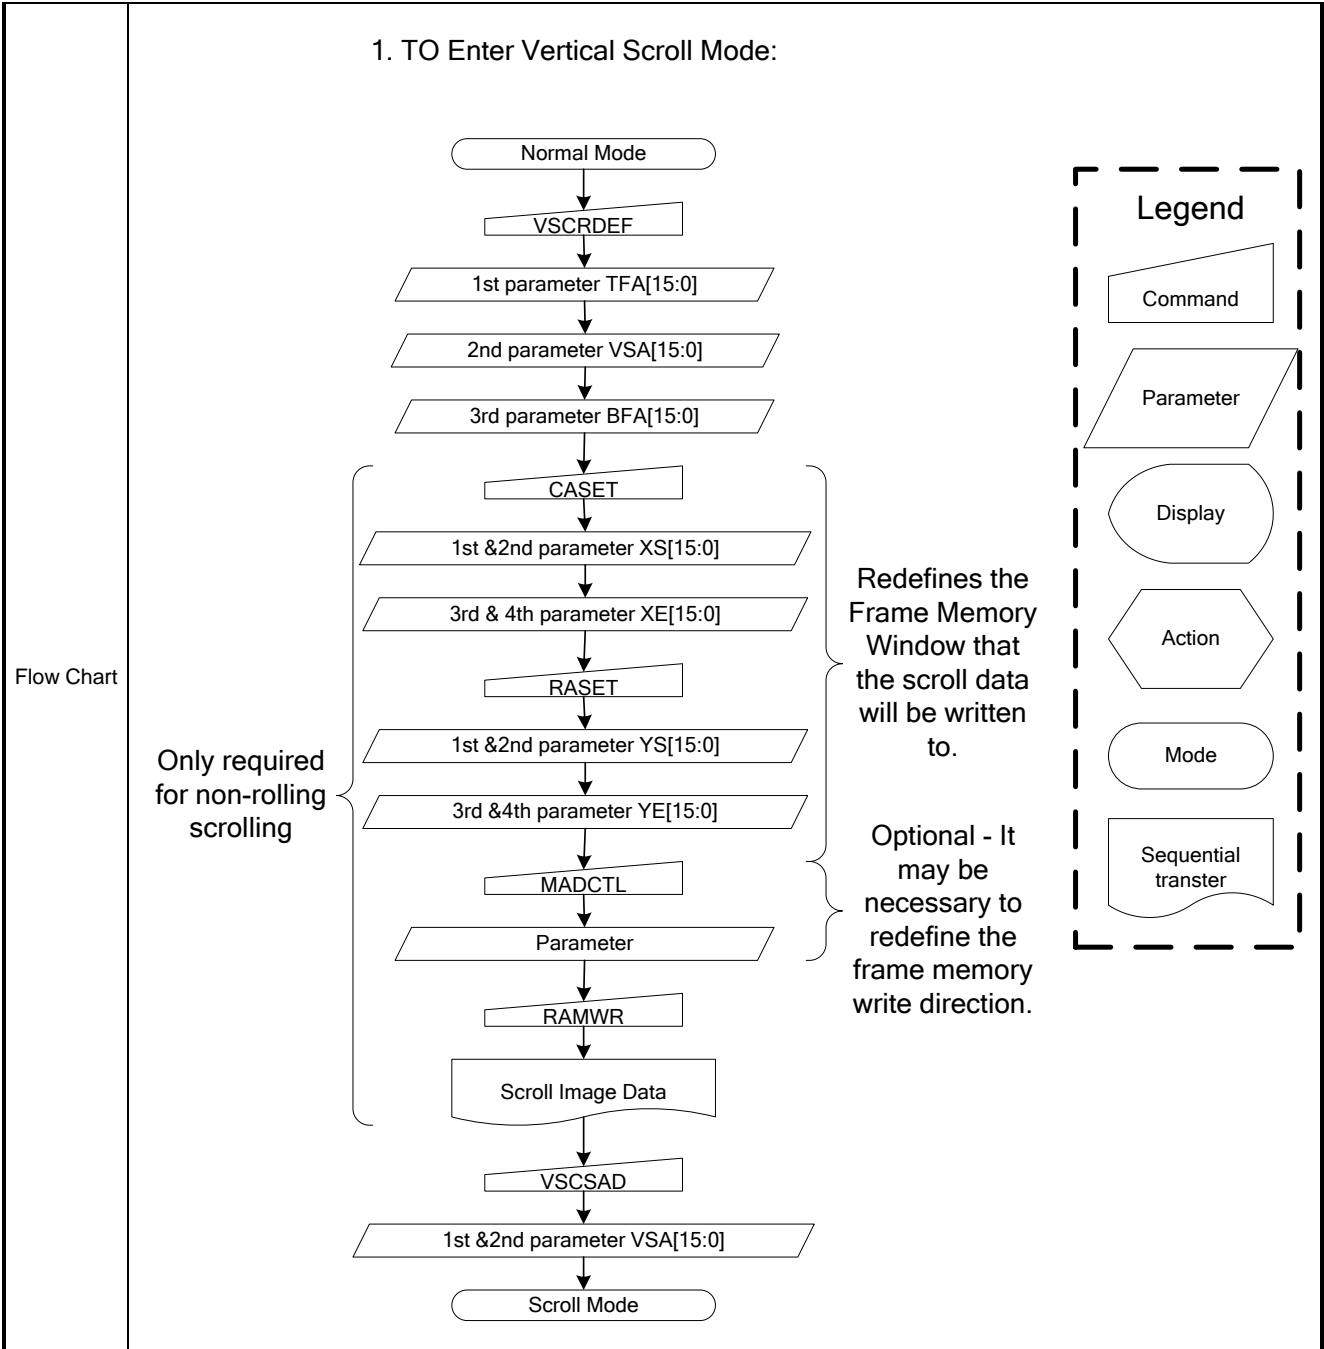 1. TO Enter Vertical Scroll Mode:
Flow Chart
Normal Mode
VSCRDEF
1st parameter TFA[15:0]
2nd parameter VSA[15:0]
3rd parameter BFA[15:0]
CASET
1st &2nd parameter XS[15:0]
3rd & 4th parameter XE[15:0]
RASET
1st &2nd parameter YS[15:0]
3rd &4th parameter YE[15:0]
MADCTL
Parameter
RAMWR
Scroll Image Data
VSCSAD
1st &2nd parameter VSA[15:0]
Scroll Mode
Only required
for non-rolling
scrolling
Redefines the
Frame Memory
Window that
the scroll data
will be written
to.
Optional - It
may be
necessary to
redefine the
frame memory
write direction.
Legend
Command
Parameter
Display
Action
Mode
Sequential
transter